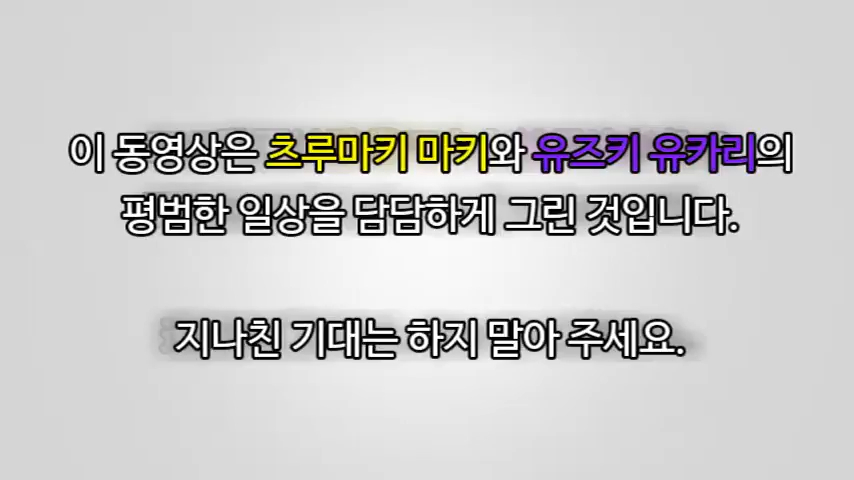 이 동영상은 츠루마키 마키와 유즈키 유카리의
평범한 일상을 담담하게 그린 것입니다.
지나친 기대는 하지 말아 주세요.